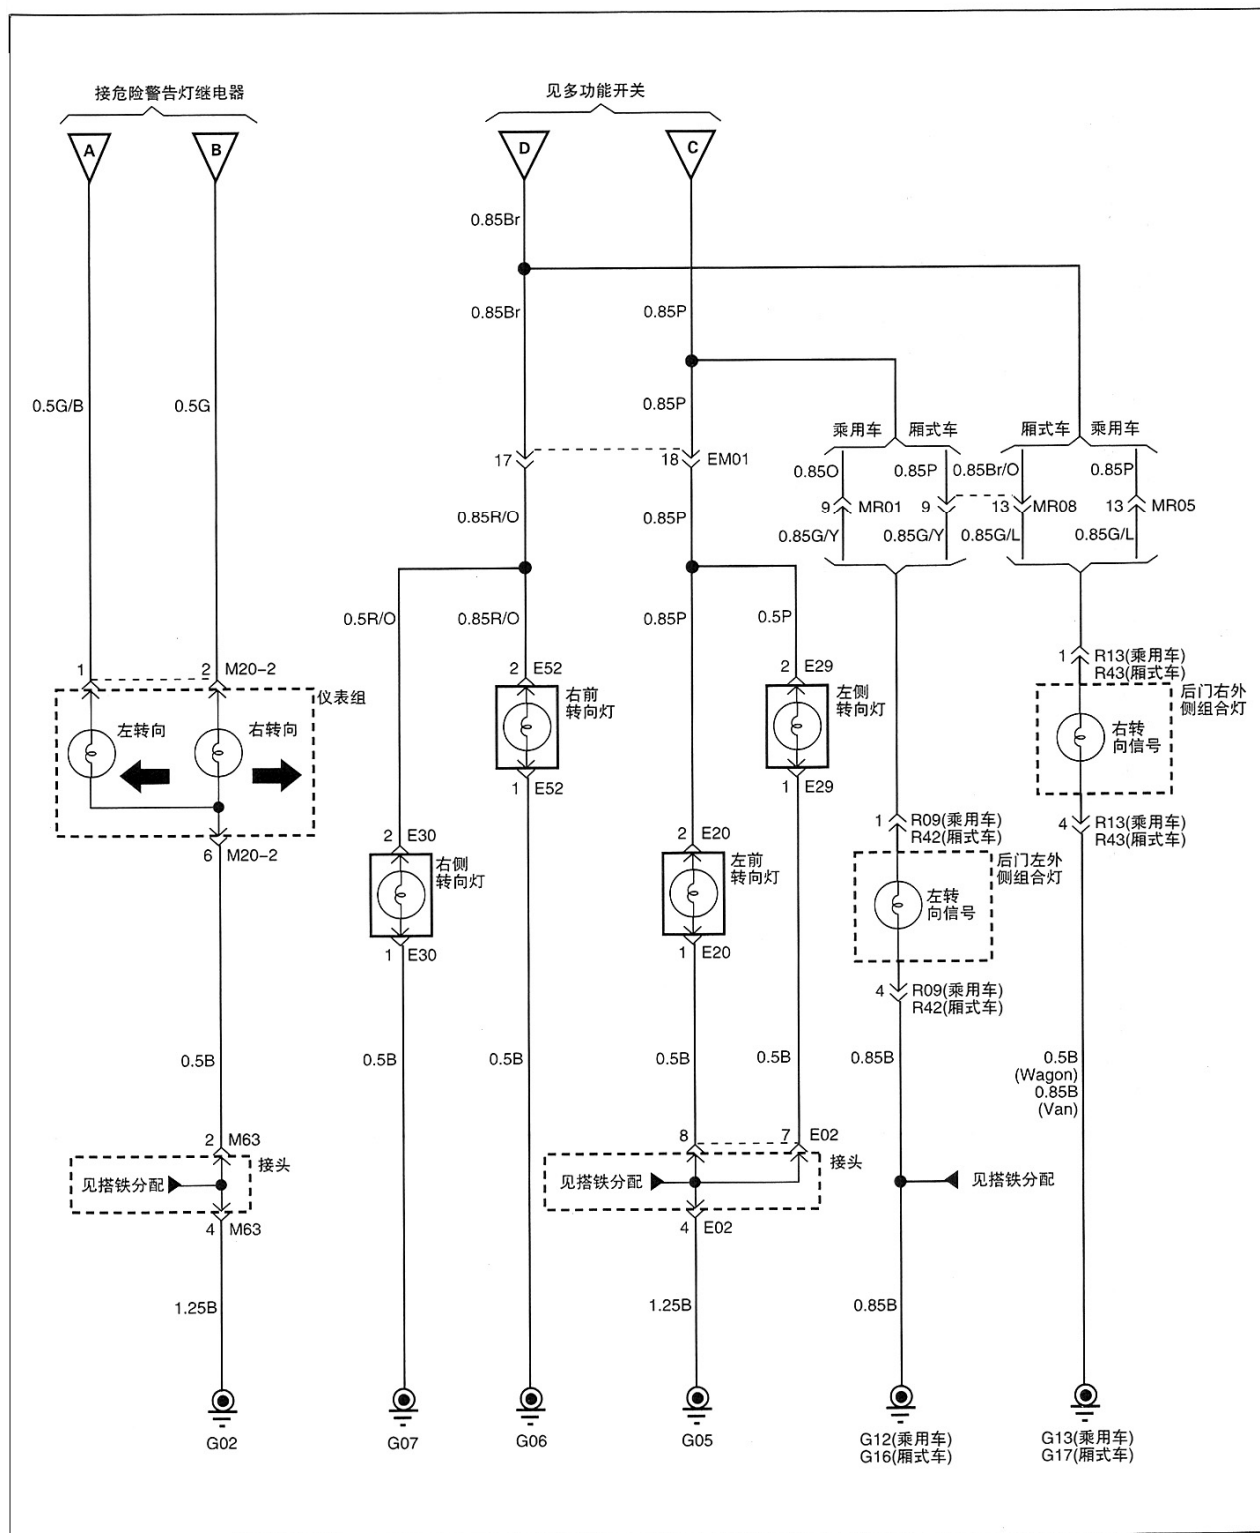 接危险警告灯继电器
见多功能开关
A
B
D
C
0.85Br
0.85Br
0.85P
0.5G/B
0.5G
0.85P
乘用车
厢式车
厢式车
乘用车
17
18
EM01
0.85O
0.85P
0.85Br/O
0.85P
9
MR01
9
13
MR08
13
MR05
0.85R/O
0.85P
0.85G/Y
0.85G/Y
0.85G/L
0.85G/L
0.5R/O
0.85R/O
0.85P
0.5P
1
2
M20-2
2
E52
2
E29
1
R13(乘用车)
R43(厢式车)
仪表组
左转向
右转向
右前
转向灯
左侧
转向灯
后门右外
侧组合灯
右转
向信号
1
E52
1
E29
6
M20-2
2
E30
2
E20
1
R09(乘用车)
R42(厢式车)
4
R13(乘用车)
R43(厢式车)
右侧
转向灯
左前
转向灯
后门左外
侧组合灯
左转
向信号
1
E30
1
E20
4
R09(乘用车)
R42(厢式车)
0.5B
0.5B
0.5B
0.5B
0.5B
0.85B
0.5B
(Wagon)
0.85B
(Van)
2
M63
8
7
E02
接头
接头
见搭铁分配
见搭铁分配
见搭铁分配
4
M63
4
E02
1.25B
1.25B
0.85B
G02
G07
G06
G05
G12(乘用车)
G16(厢式车)
G13(乘用车)
G17(厢式车)